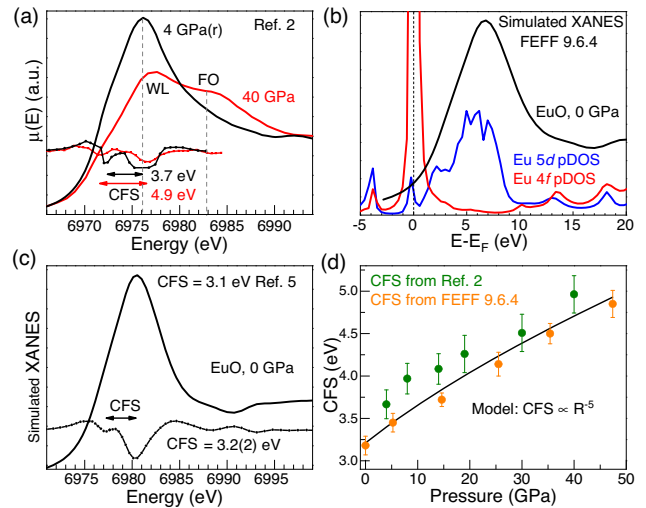 (a)
4 GPa(r)
Ref. 2
WL
FO
40 GPa
3.7 eV
CFS
4.9 eV
μ(E) (a.u.)
6970 6980 6990
Energy (eV)
(b)
Simulated XANES
FEFF 9.6.4
EuO, 0 GPa
Eu 5d pDOS
Eu 4f pDOS
-5 0 5 10 15 20
E-E_F (eV)
(c)
CFS = 3.1 eV Ref. 5
EuO, 0 GPa
CFS
CFS = 3.2(2) eV
Simulated XANES
6975 6980 6985 6990 6995
Energy (eV)
(d)
CFS from Ref. 2
CFS from FEFF 9.6.4
Model: CFS ∝ R⁻⁵
CFS (eV)
5.0
4.5
4.0
3.5
3.0
0 10 20 30 40 50
Pressure (GPa)